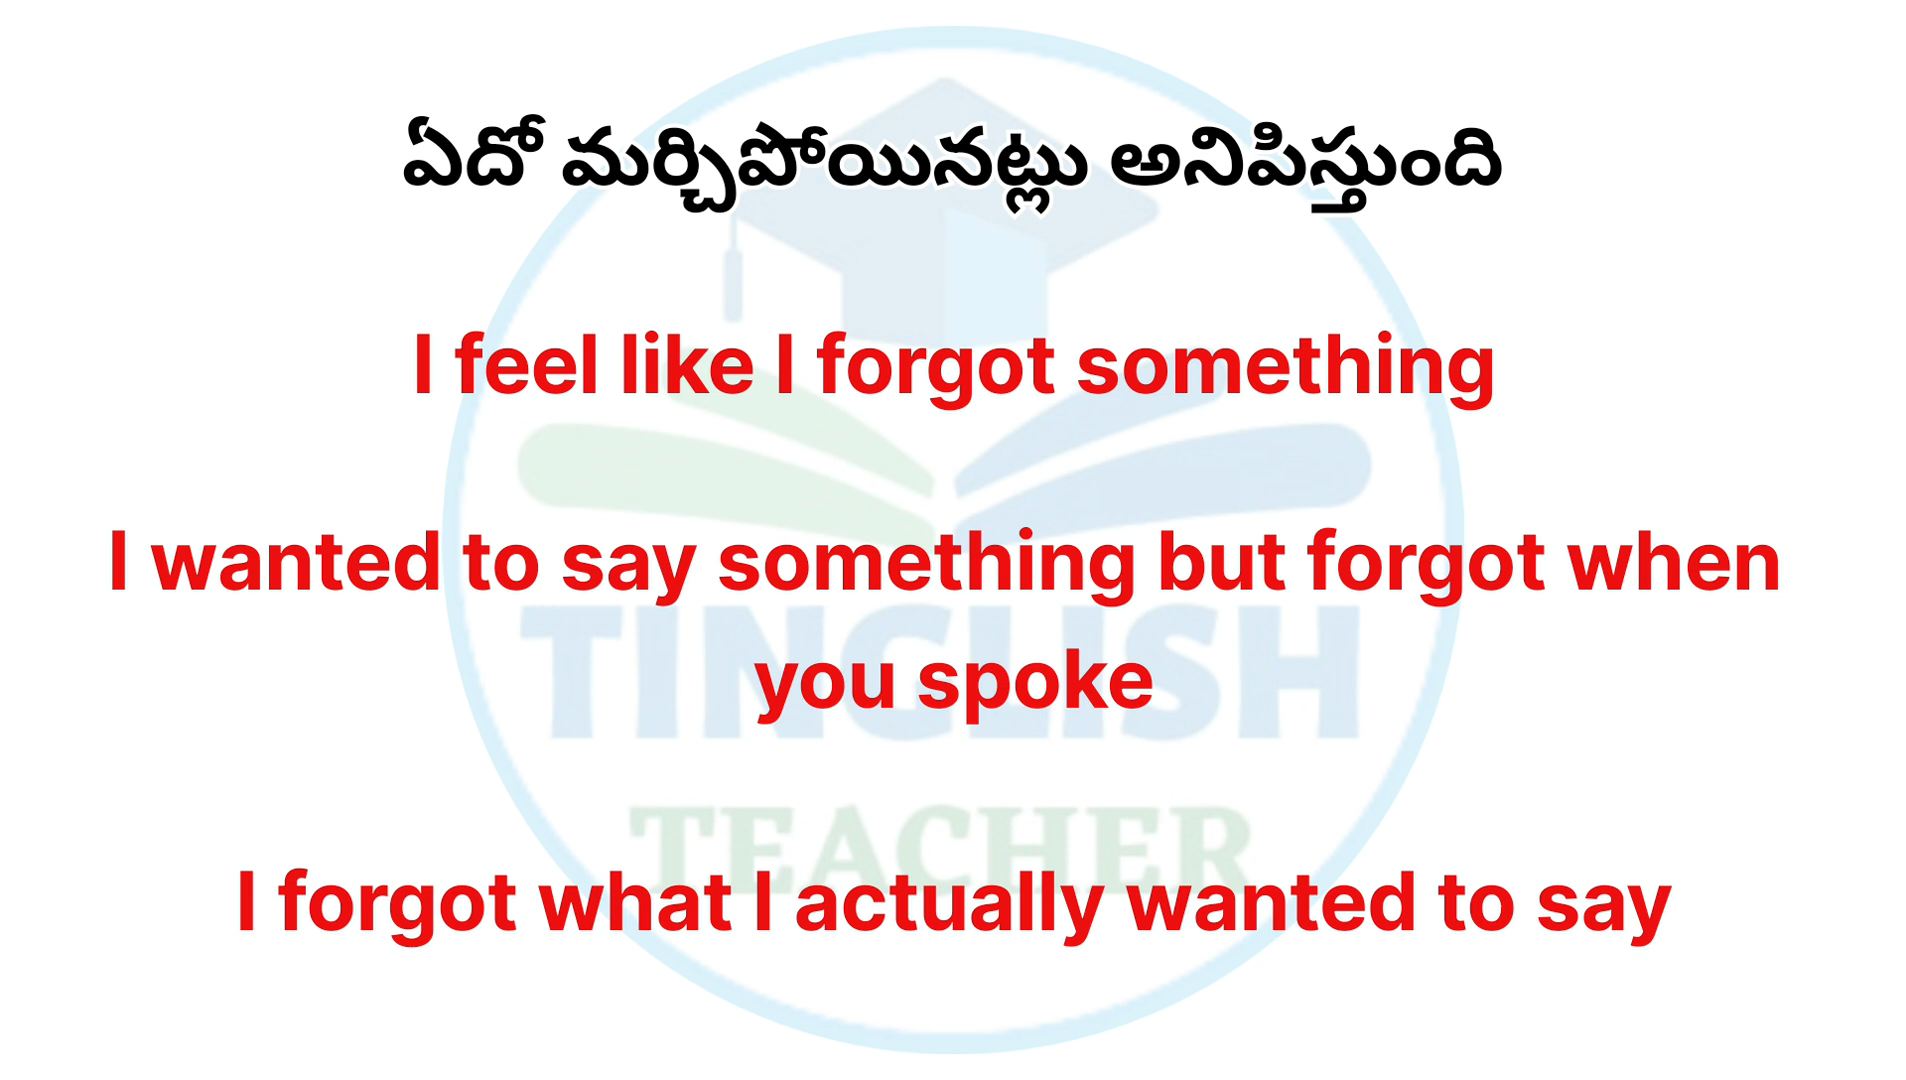 ఏదో మర్చిపోయినట్లు అనిపిస్తుంది
I feel like I forgot something
I wanted to say something but forgot when
you spoke
TINGLISH
TEACHER
I forgot what I actually wanted to say